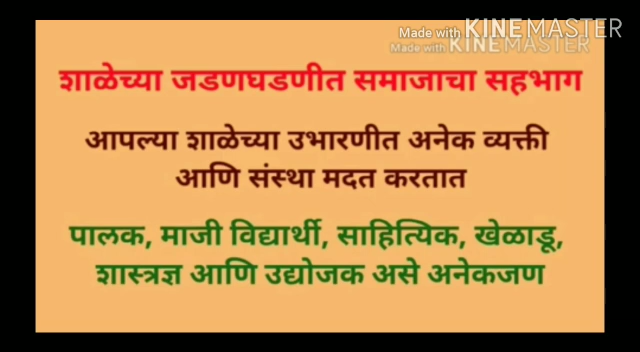 Made with KINEMASTER
Made with KINEMASTER
शाळेच्या जडणघडणीत समाजाचा सहभाग
आपल्या शाळेच्या उभारणीत अनेक व्यक्ती
आणि संस्था मदत करतात
पालक, माजी विद्यार्थी, साहित्यिक, खेळाडू,
शास्त्रज्ञ आणि उद्योजक असे अनेकजण